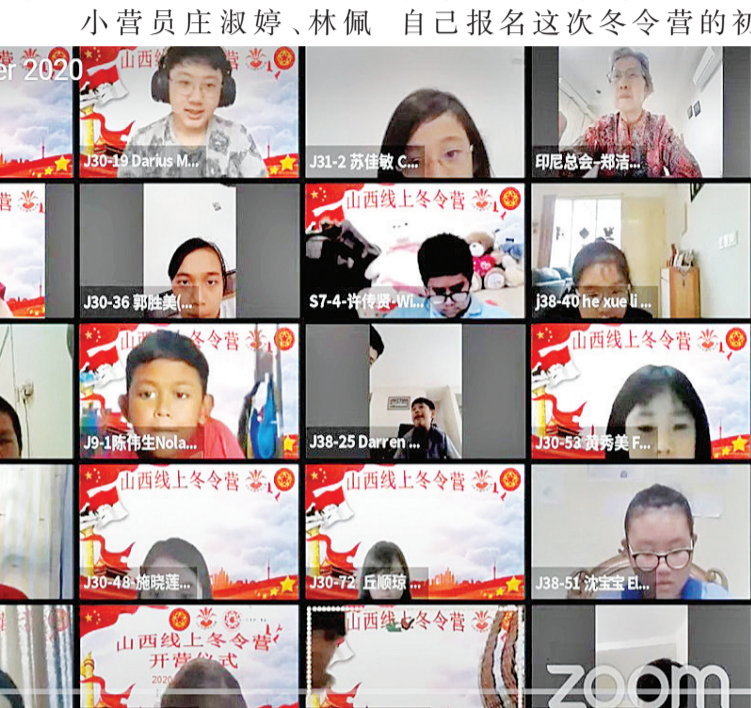 小营员庄淑婷、林佩 自己报名这次冬令营的初
er 2020
山西线上冬令营
J30-19 Darius M...
J31-2 苏佳敏 C...
印尼总会-郑洁...
营
山西线上冬令营
J30-36 郭胜美(...
S7-4-许传贤-Wi...
j38-40 he xue li ...
山西线上冬令营
山西线上冬令营
J9-1陈伟生Nola...
J38-25 Darren ...
J30-53 黄秀美 F...
山西线上冬令营
山西线上冬令营
J30-48-施晓莲...
J30-72 丘顺琼 ...
J38-51 沈宝宝 El...
山西线上冬令营
开营仪式
2020
山西线上冬令营
zoom